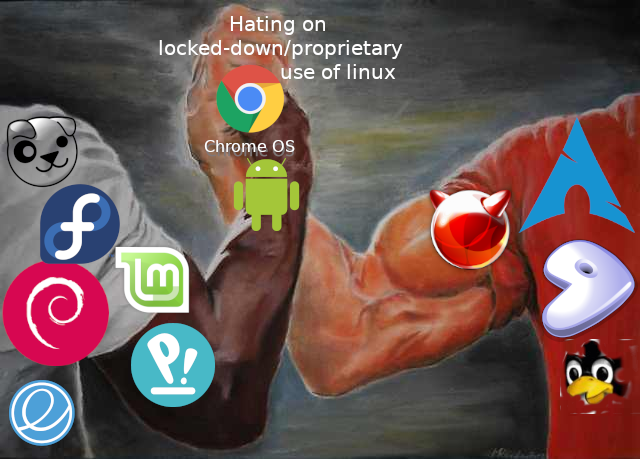 Hating on
locked-down/proprietary
use of linux
Chrome OS
P!